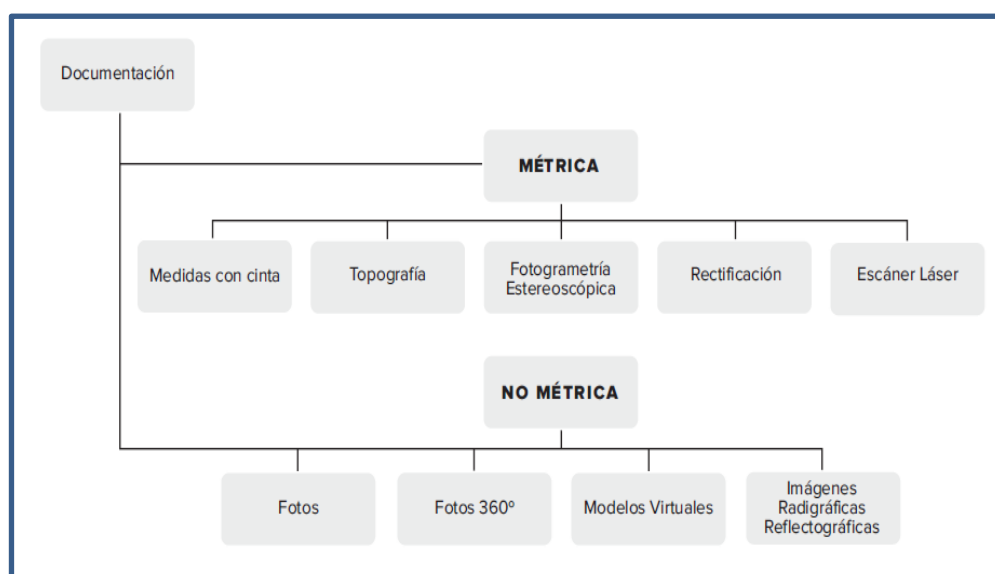 Documentación
MÉTRICA
Medidas con cinta
Topografía
Fotogrametría
Estereoscópica
Rectificación
Escáner Láser
NO MÉTRICA
Fotos
Fotos 360º
Modelos Virtuales
Imágenes
Radigráficas
Reflectográficas